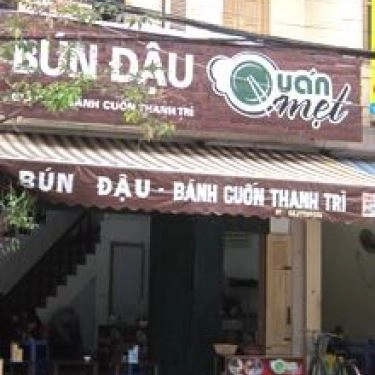 BÚN ĐẬU
Quán mẹt
BÁNH CUỐN THANH TRÌ
BÚN ĐẬU - BÁNH CUỐN THANH TRÌ